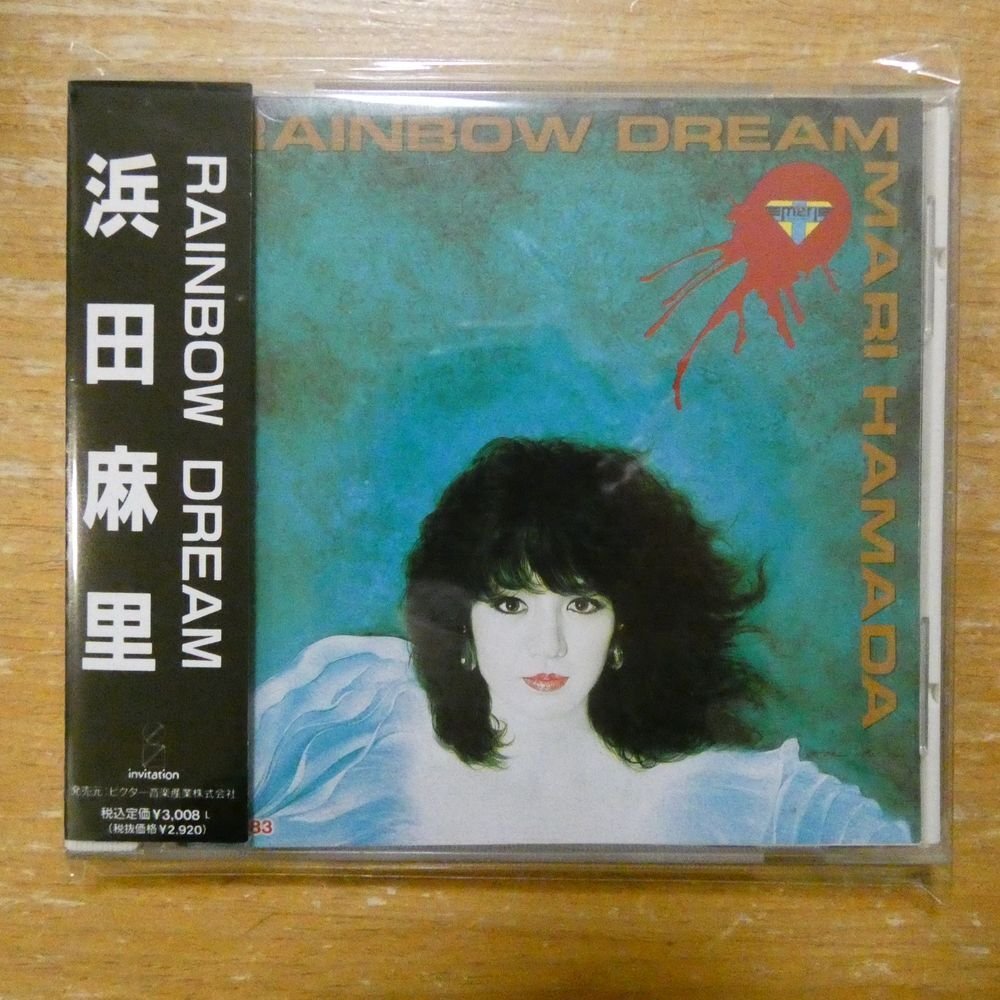 浜田麻里
RAINBOW DREAM
invitation
発売元:ビクター音楽産業株式会社
税込定価¥3,008 L
(税抜価格¥2,920)
RAINBOW DREAM
MARI HAMADA
mari
83